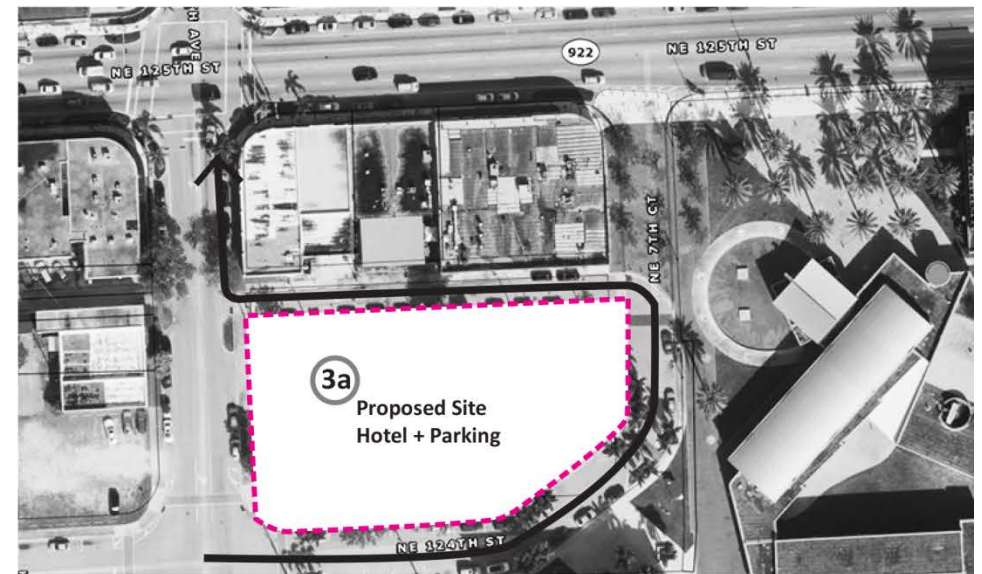 NE 125TH ST
922
NE 125TH ST
NE 7TH CT
3a
Proposed Site
Hotel + Parking
NE 124TH ST